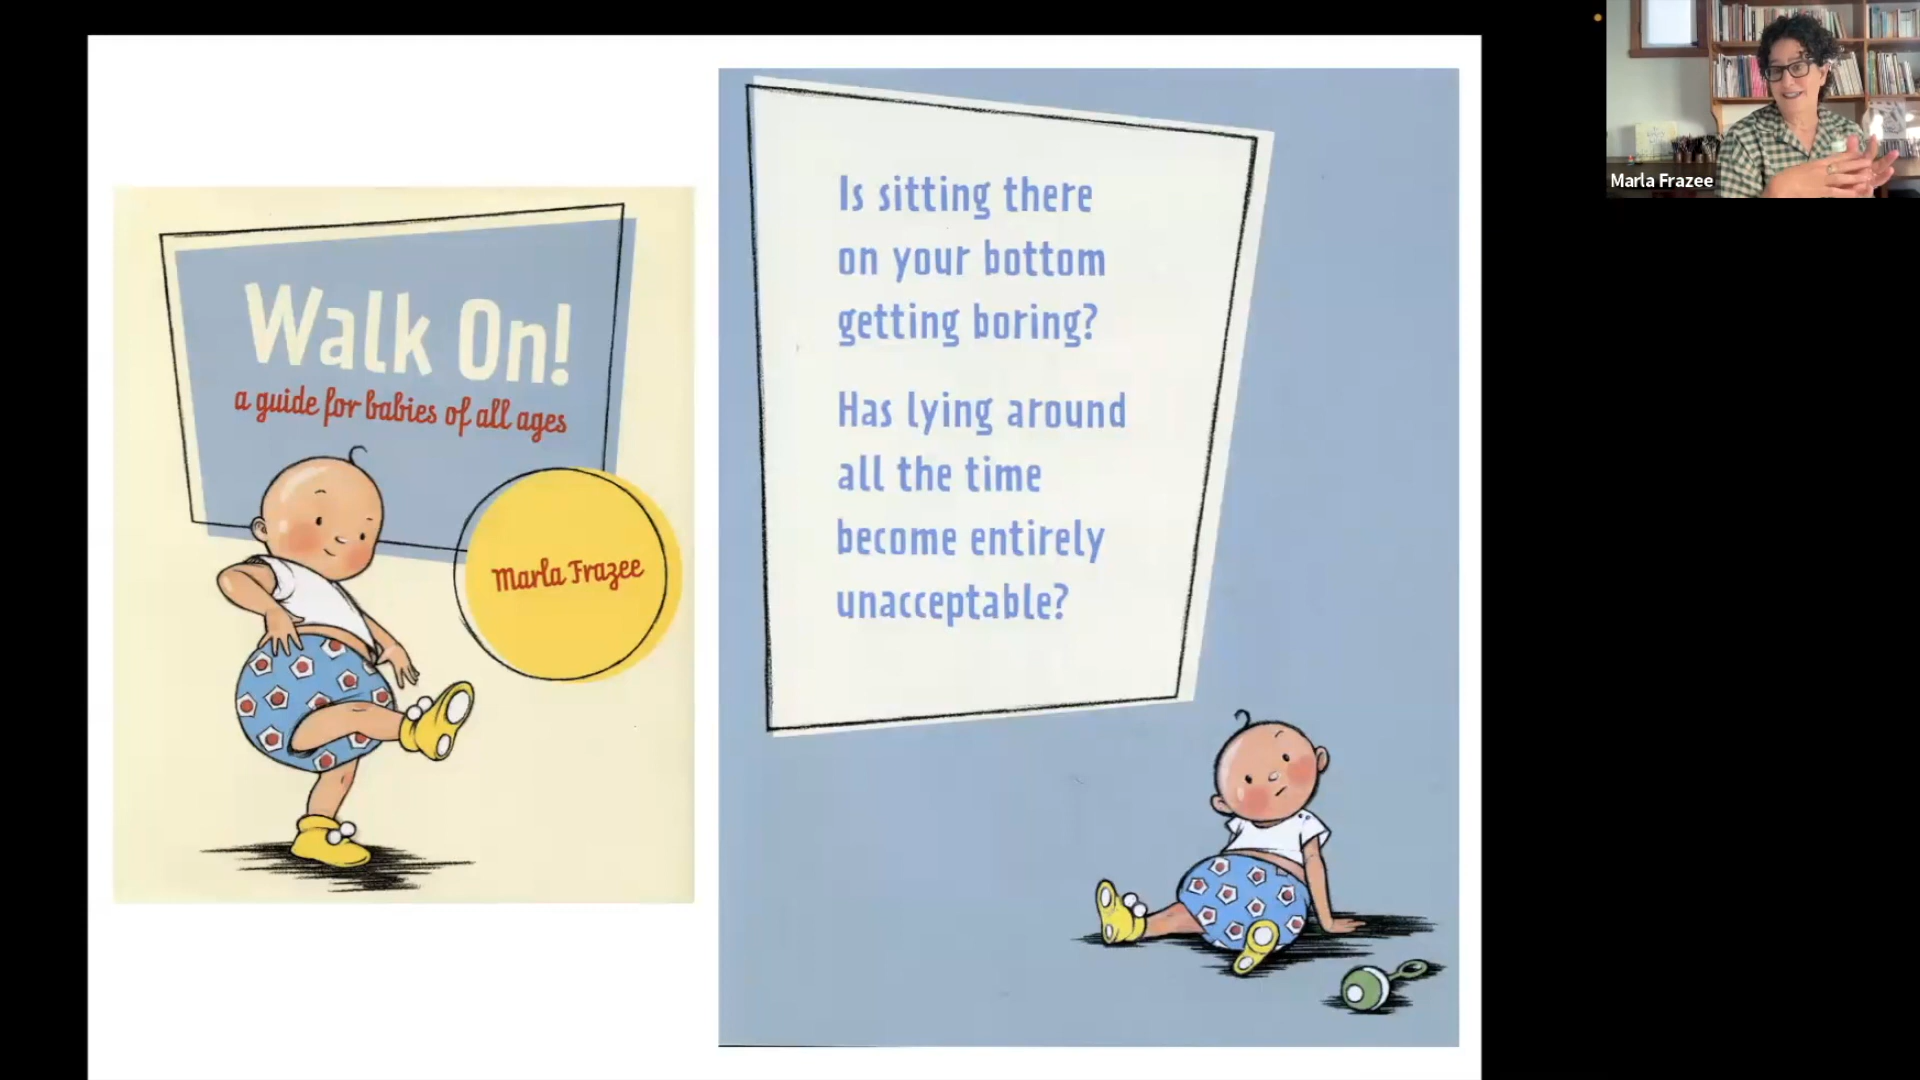 Walk On!
a guide for babies of all ages
Marla Frazee
Is sitting there
on your bottom
getting boring?
Has lying around
all the time
become entirely
unacceptable?
Marla Frazee